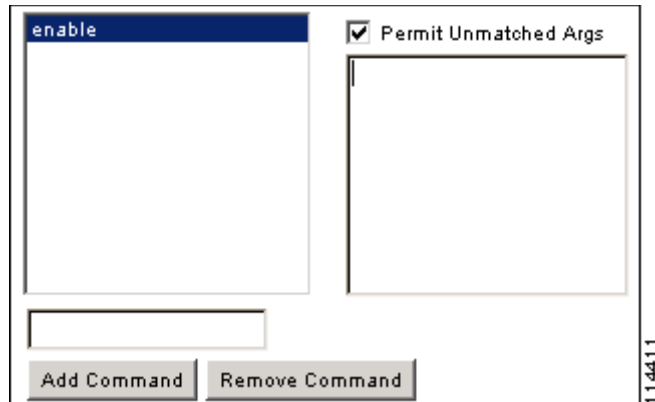 enable
Permit Unmatched Args
Add Command
Remove Command
114411